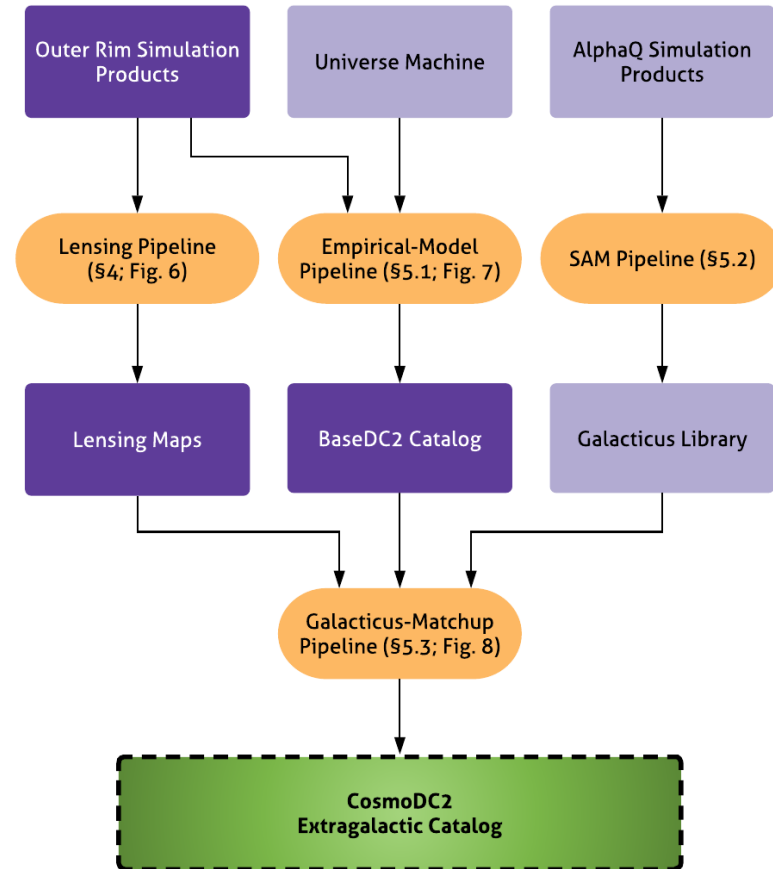 Outer Rim Simulation
Products
Universe Machine
AlphaQ Simulation
Products
Lensing Pipeline
(§4; Fig. 6)
Empirical-Model
Pipeline (§5.1; Fig. 7)
SAM Pipeline (§5.2)
Lensing Maps
BaseDC2 Catalog
Galacticus Library
Galacticus-Matchup
Pipeline (§5.3; Fig. 8)
CosmoDC2
Extragalactic Catalog